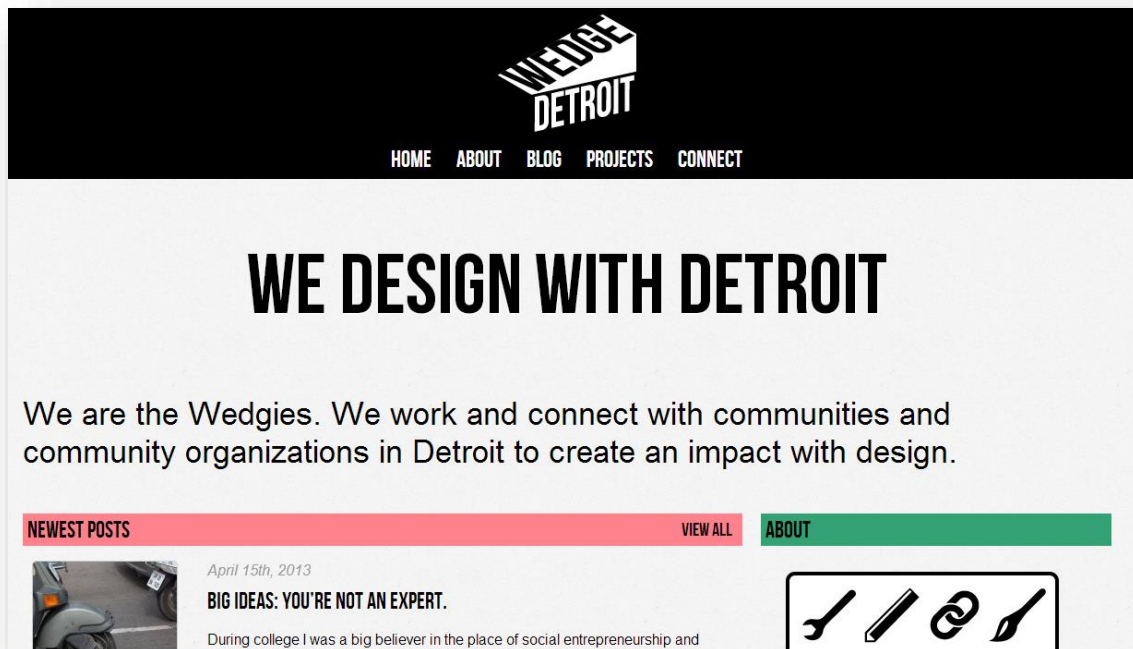 WEDGE
DETROIT
HOME ABOUT BLOG PROJECTS CONNECT
WE DESIGN WITH DETROIT
We are the Wedgies. We work and connect with communities and
community organizations in Detroit to create an impact with design.
NEWEST POSTS VIEW ALL
ABOUT
April 15th, 2013
BIG IDEAS: YOU'RE NOT AN EXPERT.
During college I was a big believer in the place of social entrepreneurship and